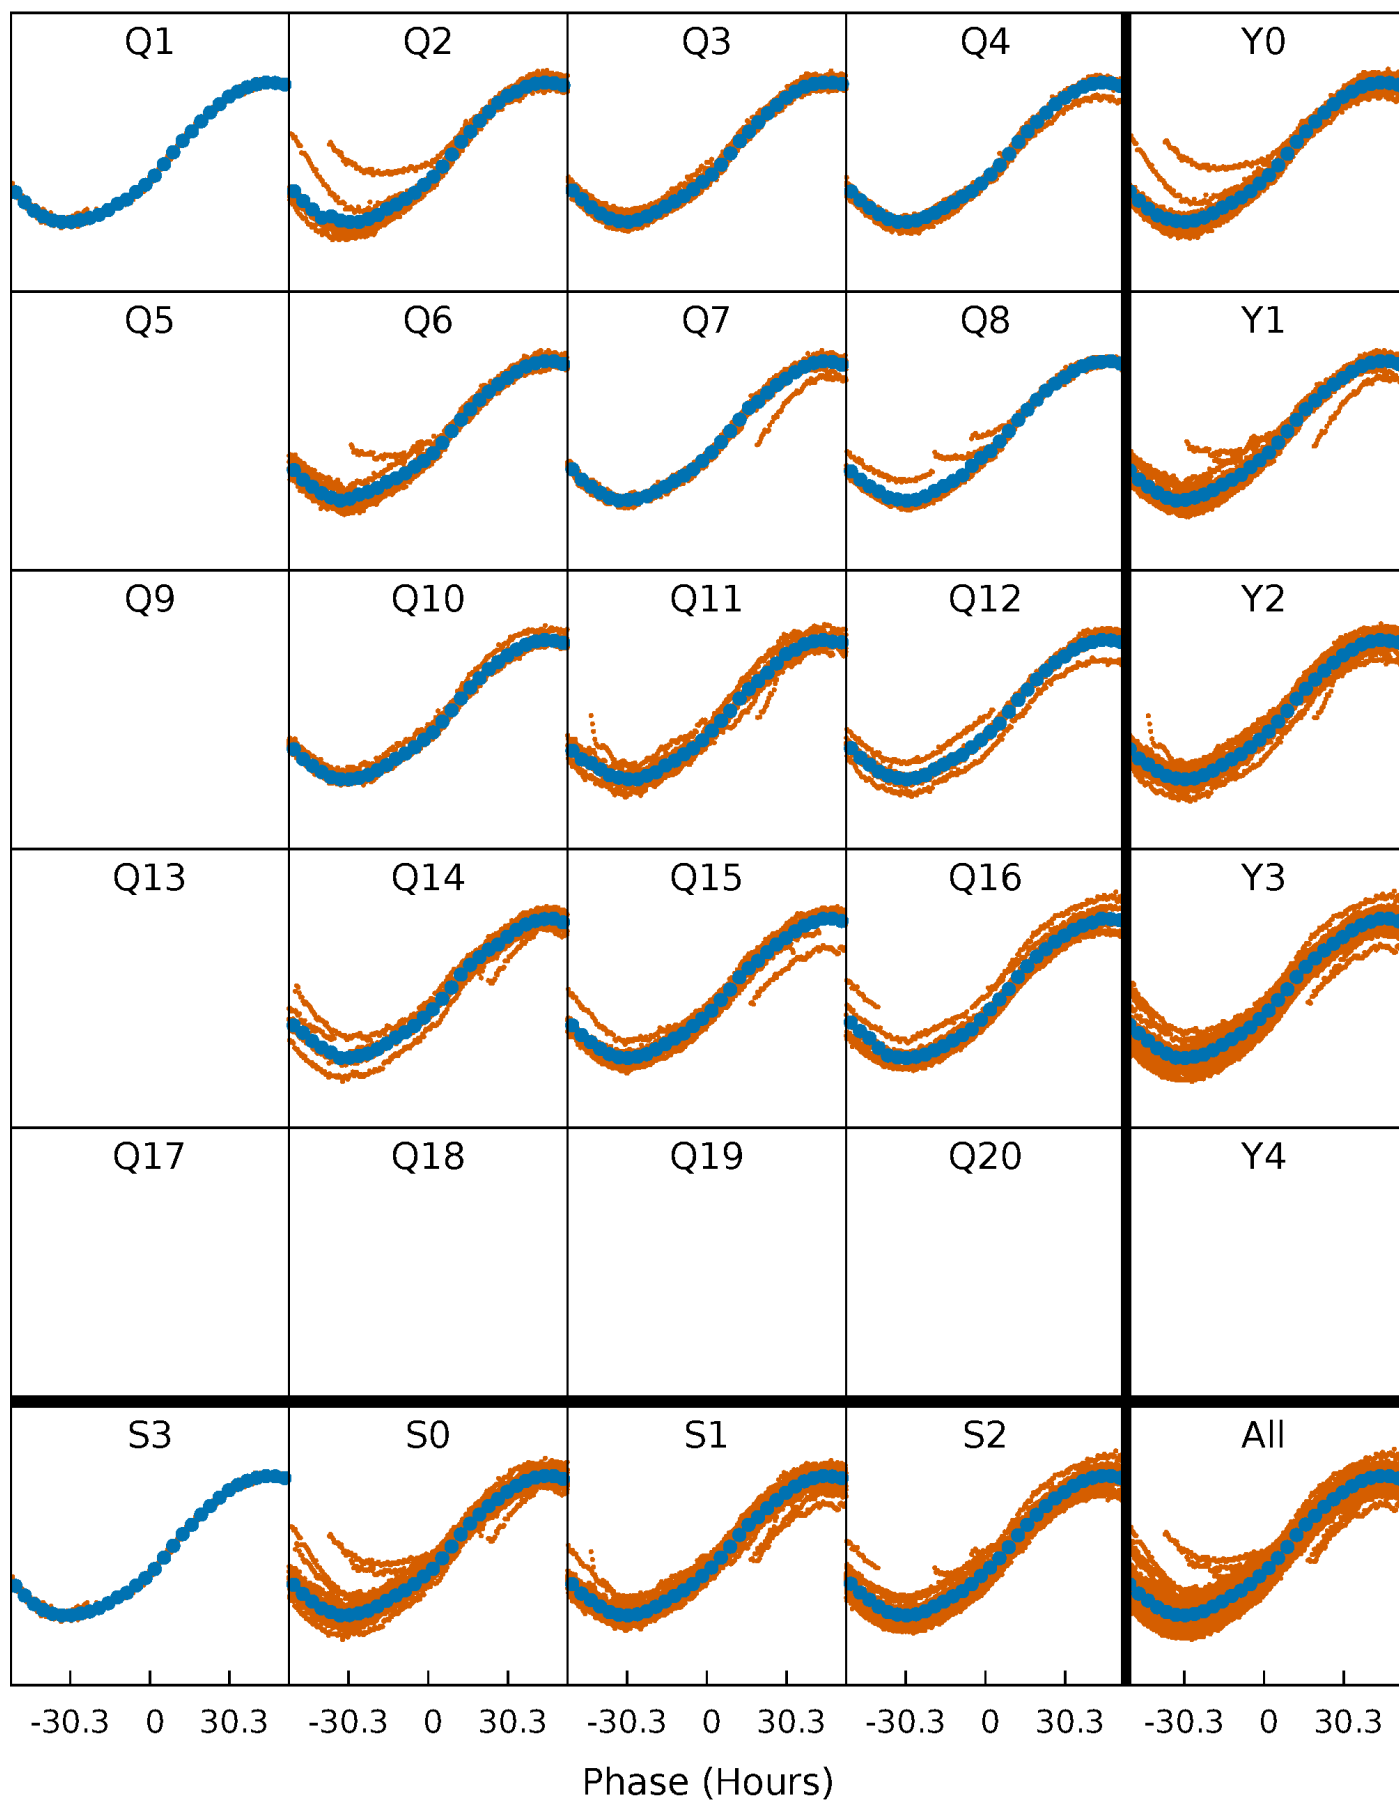 Q1 Q2 Q3 Q4 Y0
Q5 Q6 Q7 Q8 Y1
Q9 Q10 Q11 Q12 Y2
Q13 Q14 Q15 Q16 Y3
Q17 Q18 Q19 Q20 Y4
S3 S0 S1 S2 All
-30.3 0 30.3 -30.3 0 30.3 -30.3 0 30.3 -30.3 0 30.3 -30.3 0 30.3
Phase (Hours)